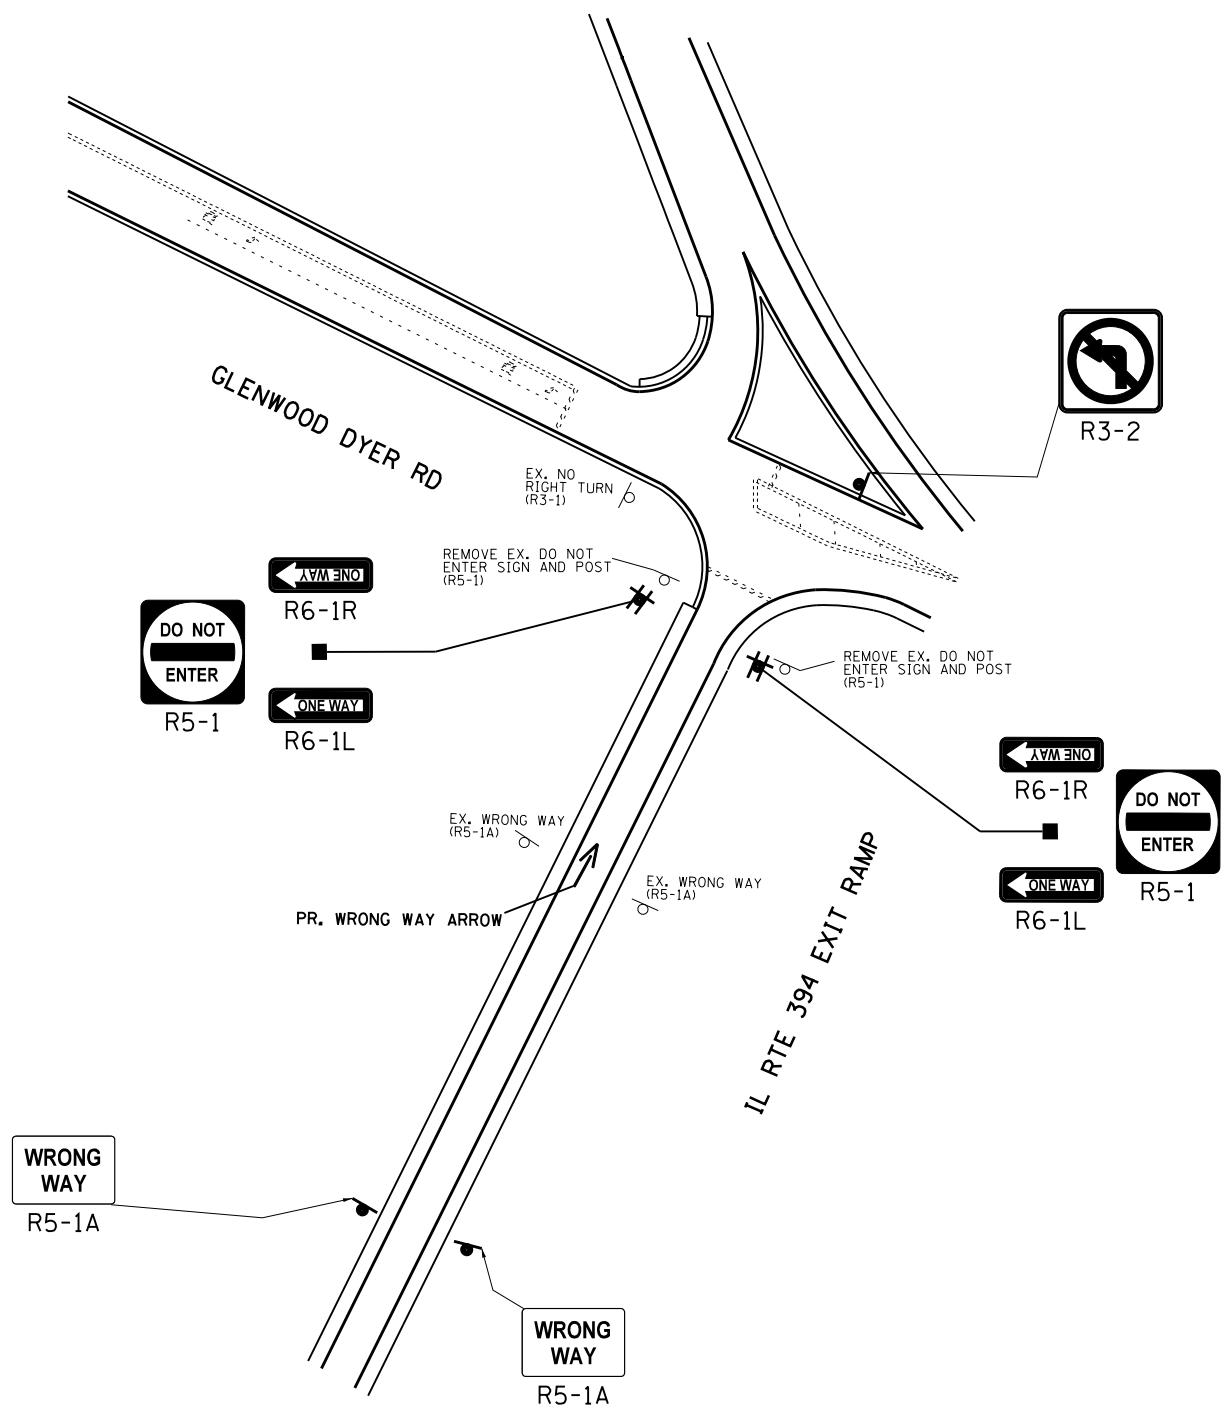 R3-2
GLENWOOD DYER RD
EX. NO
RIGHT TURN
(R3-1)
REMOVE EX. DO NOT
ENTER SIGN AND POST
(R5-1)
ONE WAY
R6-1R
DO NOT
ENTER
R5-1
ONE WAY
R6-1L
REMOVE EX. DO NOT
ENTER SIGN AND POST
(R5-1)
ONE WAY
R6-1R
DO NOT
ENTER
R5-1
ONE WAY
R6-1L
EX. WRONG WAY
(R5-1A)
EX. WRONG WAY
(R5-1A)
PR. WRONG WAY ARROW
IL RTE 394 EXIT RAMP
WRONG
WAY
R5-1A
WRONG
WAY
R5-1A